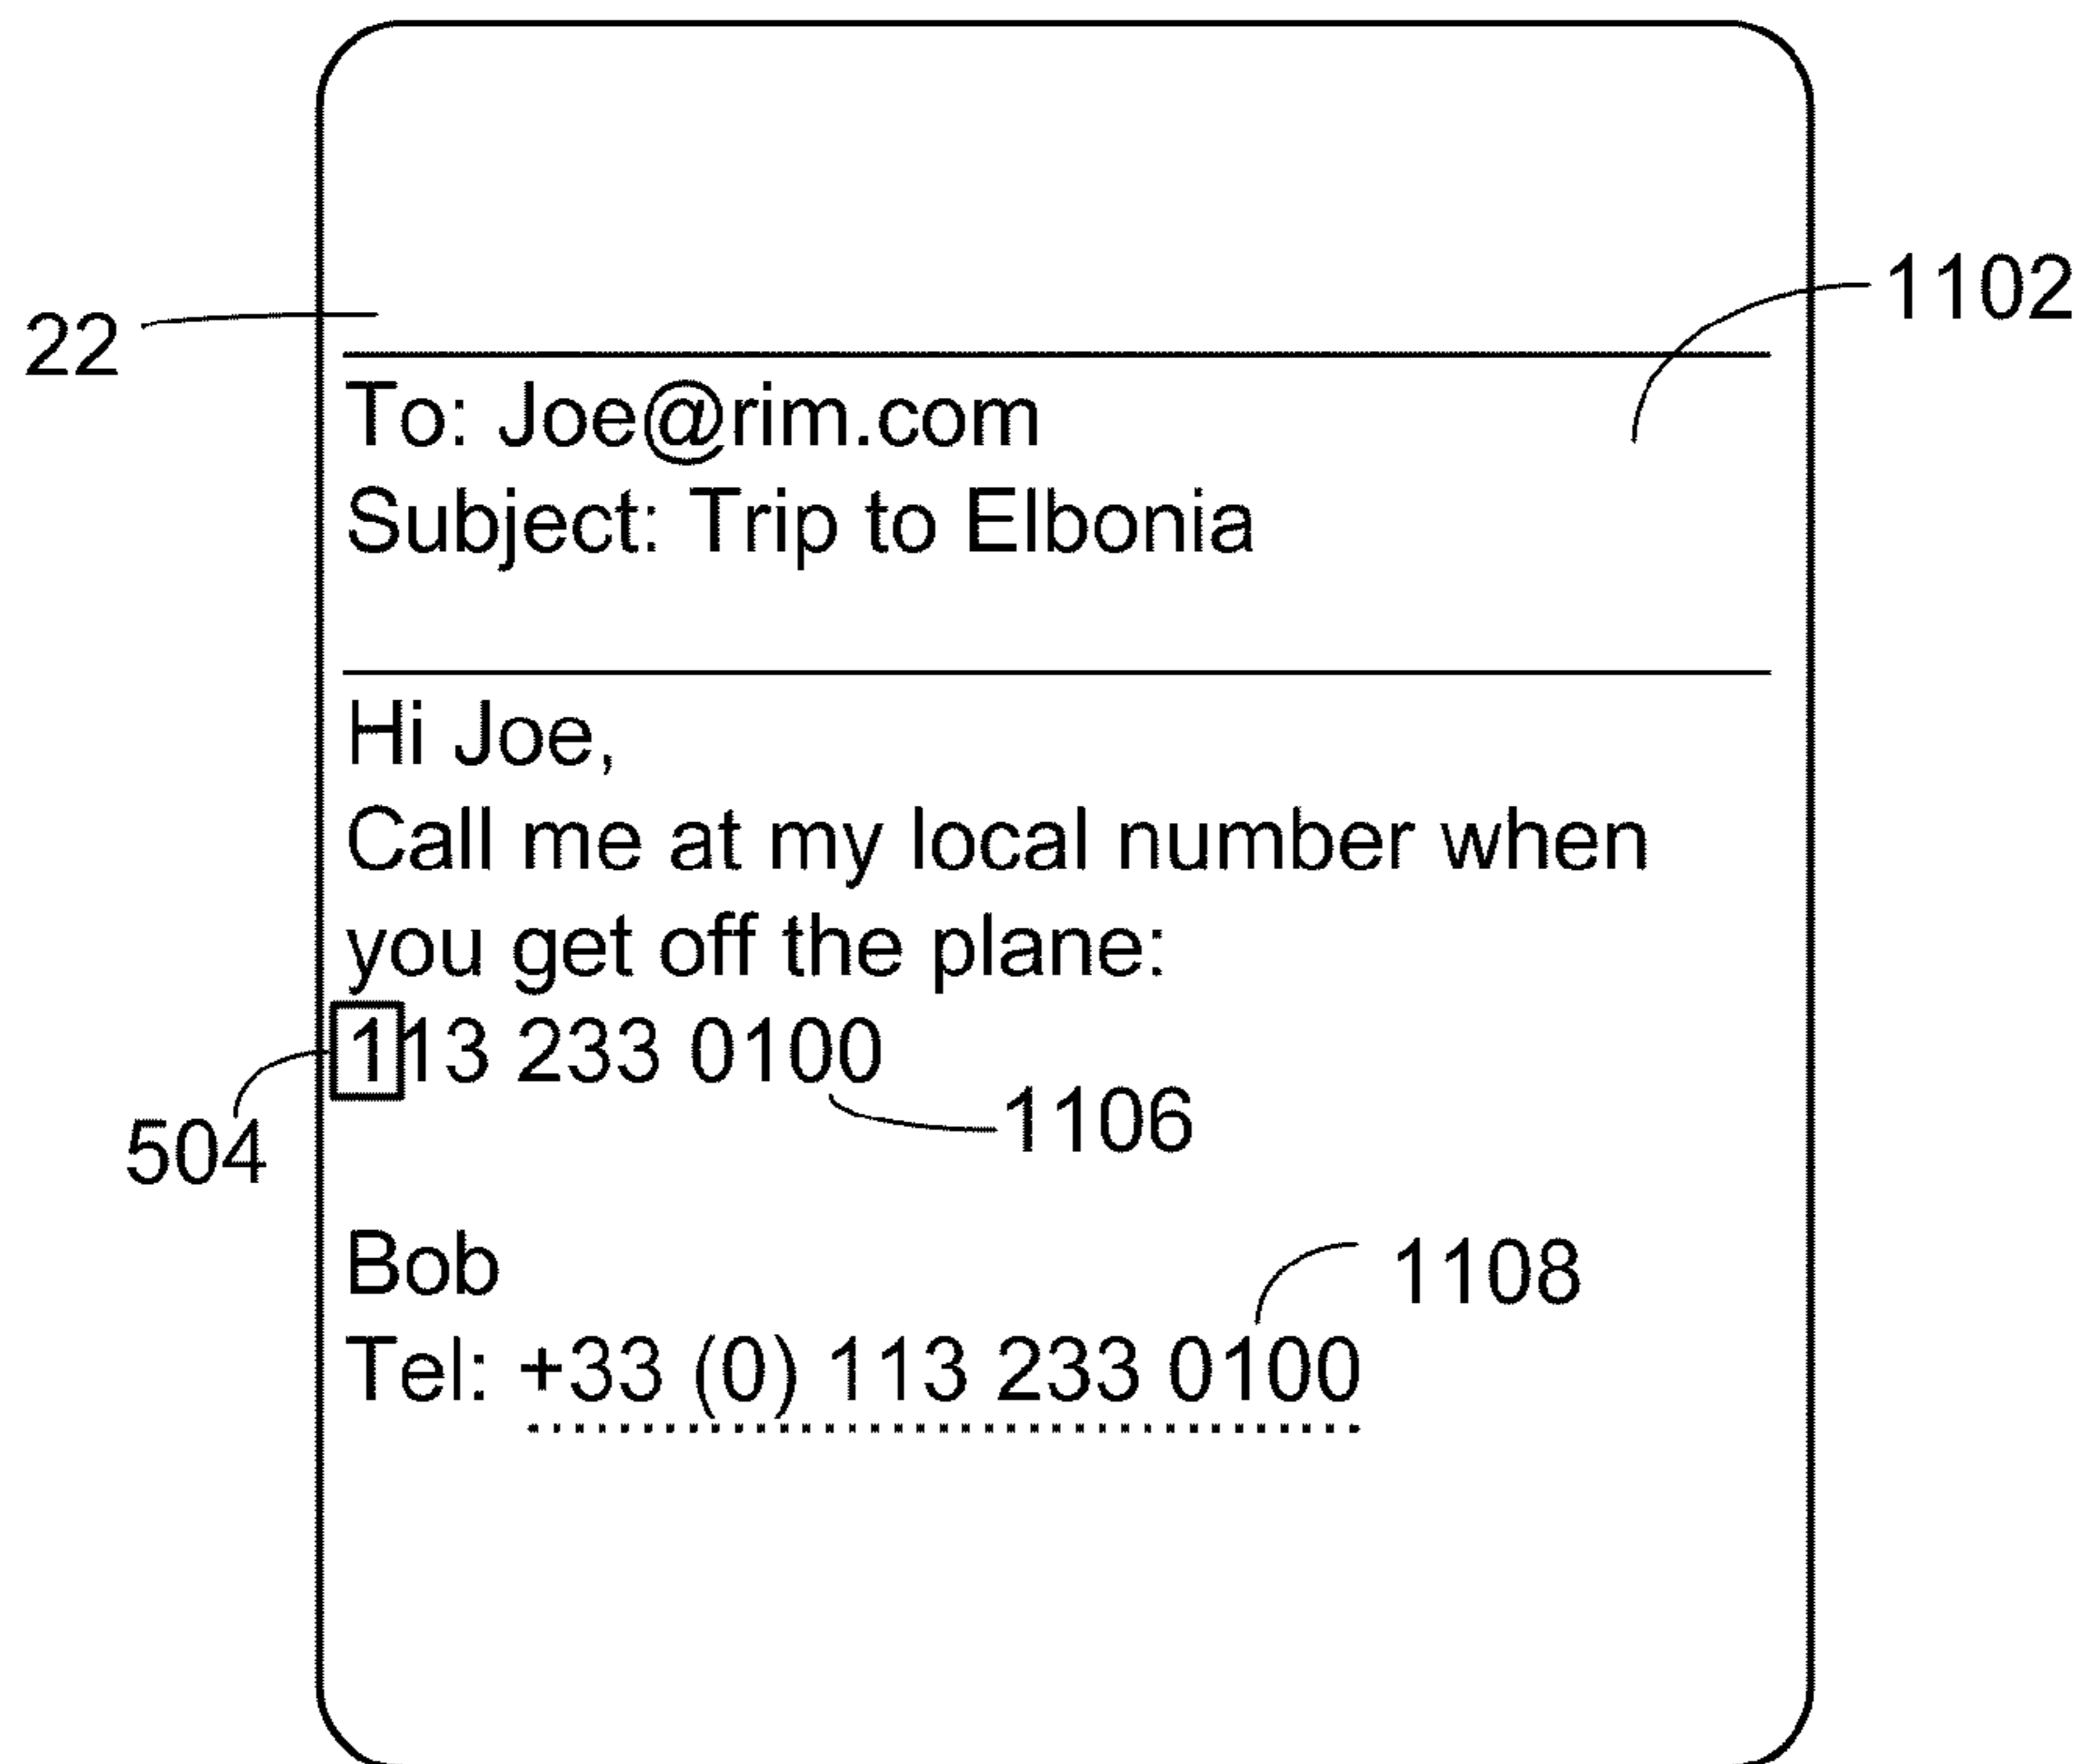 22
1102
To: Joe@rim.com
Subject: Trip to Elbonia
Hi Joe,
Call me at my local number when
you get off the plane:
113 233 0100
504
1106
Bob
1108
Tel: +33 (0) 113 233 0100